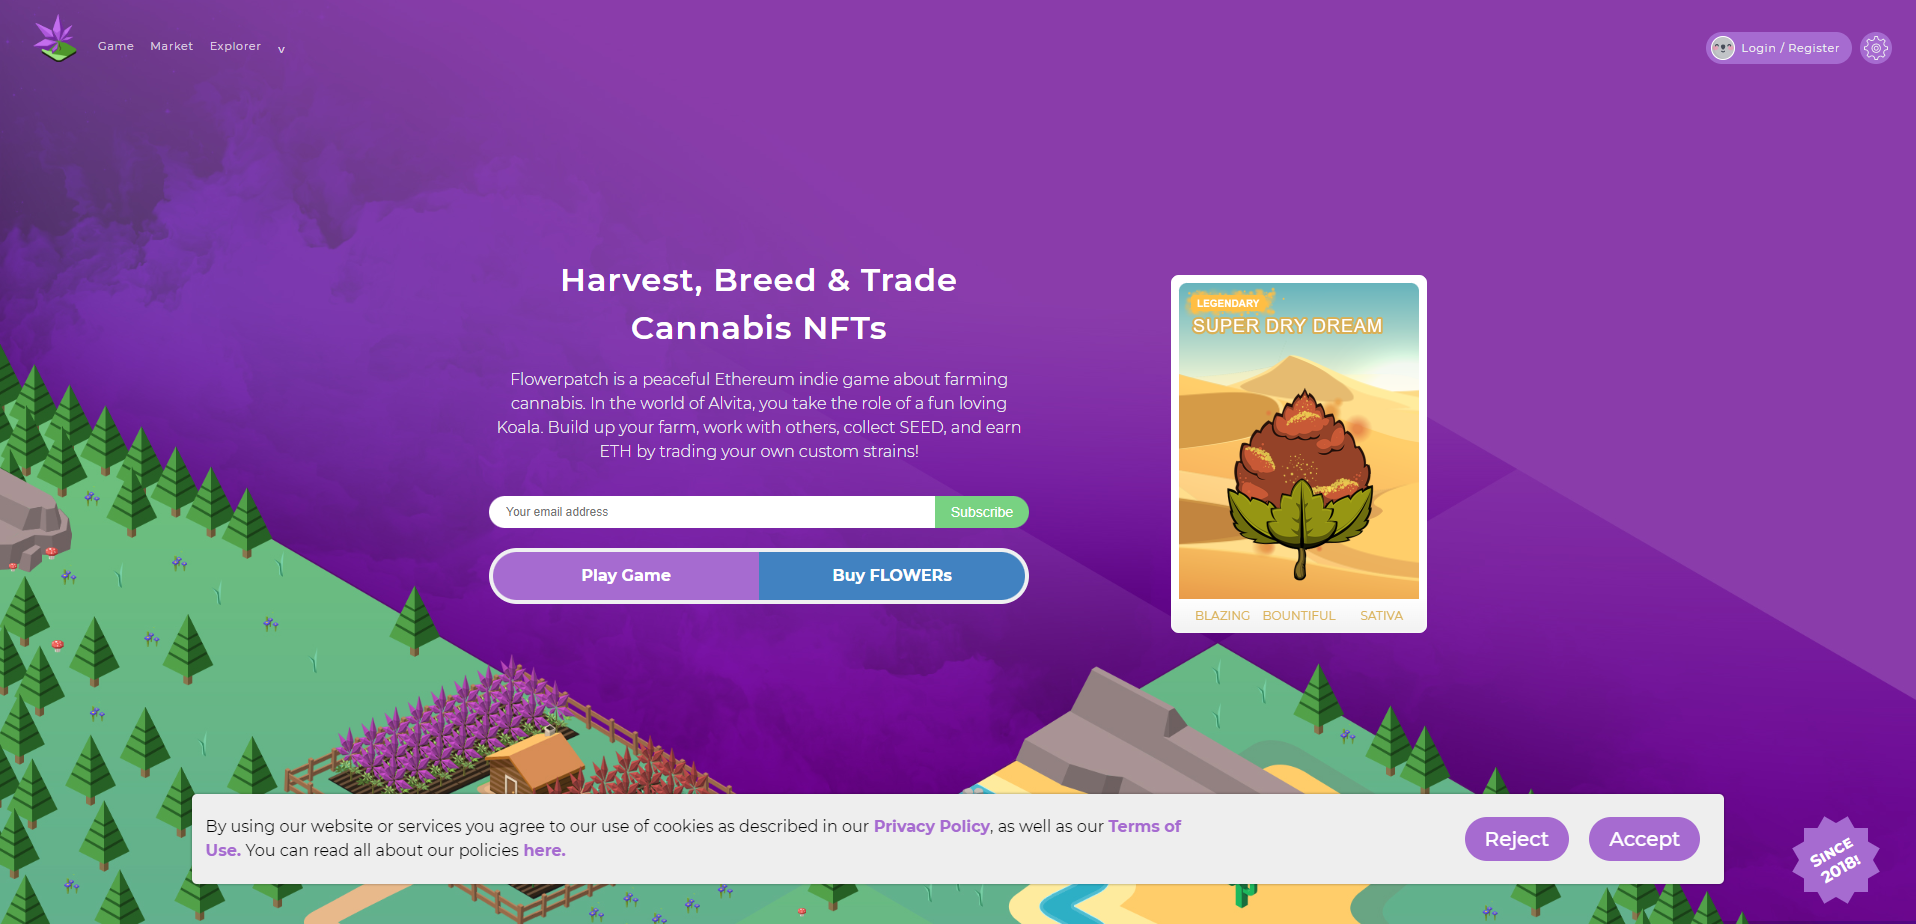 Game
Market
Explorer
v
Login / Register
Harvest, Breed & Trade
Cannabis NFTs
Flowerpatch is a peaceful Ethereum indie game about farming
cannabis. In the world of Alvita, you take the role of a fun loving
Koala. Build up your farm, work with others, collect SEED, and earn
ETH by trading your own custom strains!
Your email address
Subscribe
Play Game
Buy FLOWERs
LEGENDARY
SUPER DRY DREAM
BLAZING
BOUNTIFUL
SATIVA
By using our website or services you agree to our use of cookies as described in our Privacy Policy, as well as our Terms of
Use. You can read all about our policies here.
Reject
Accept
SINCE
2018!